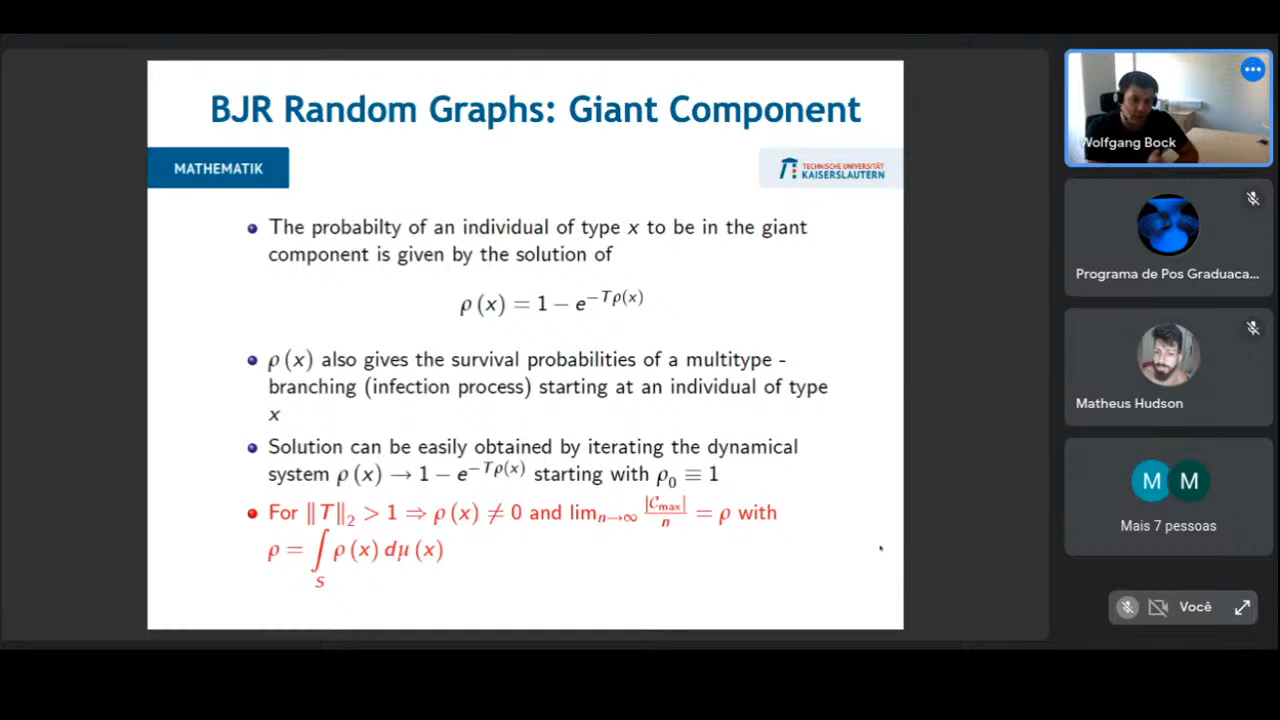 BJR Random Graphs: Giant Component
MATHEMATIK
TECHNISCHE UNIVERSITÄT
KAISERSLAUTERN
The probabilty of an individual of type x to be in the giant
component is given by the solution of
ρ (x) = 1 − e^{−Tρ(x)}
ρ (x) also gives the survival probabilities of a multitype -
branching (infection process) starting at an individual of type
x
Solution can be easily obtained by iterating the dynamical
system ρ (x) → 1 − e^{−Tρ(x)} starting with ρ₀ ≡ 1
For ‖T‖₂ > 1 ⇒ ρ (x) ≠ 0 and lim_{n→∞} |𝒞_max|/n = ρ with
ρ = ∫_S ρ (x) dμ (x)
Wolfgang Bock
Programa de Pos Graduaca...
Matheus Hudson
M M
Mais 7 pessoas
Você